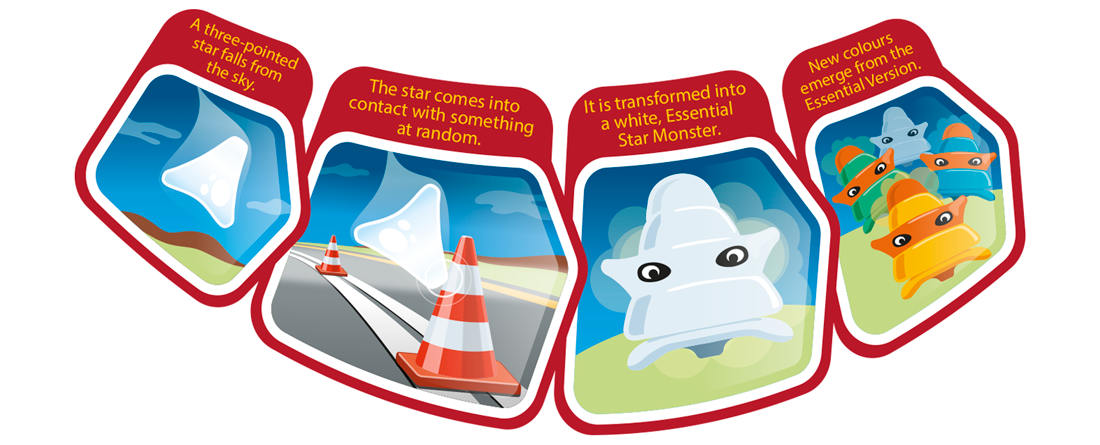 A three-pointed
star falls from
the sky.
The star comes into
contact with something
at random.
It is transformed into
a white, Essential
Star Monster.
New colours
emerge from the
Essential Version.